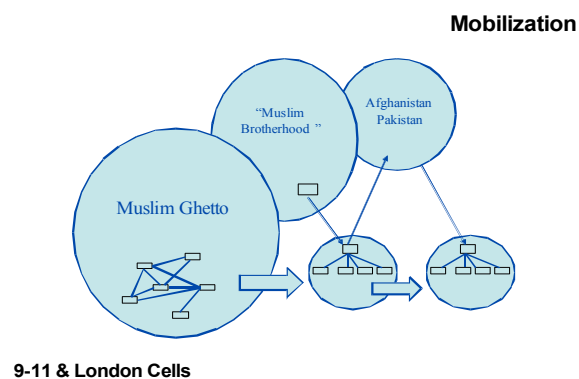 Mobilization
“Muslim
Brotherhood ”
Afghanistan
Pakistan
Muslim Ghetto
9-11 & London Cells